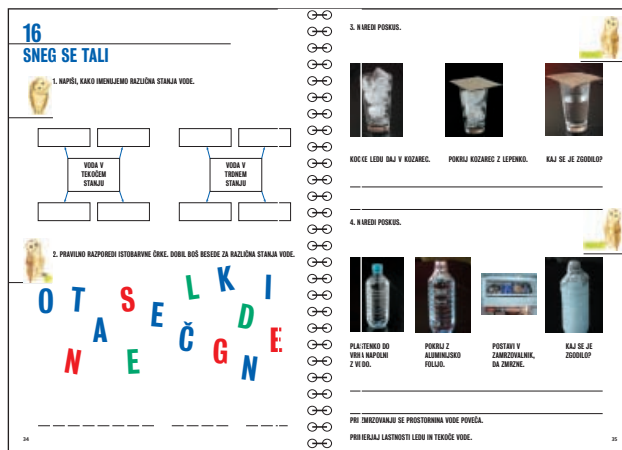 16
SNEG SE TALI
1. NAPIŠI, KAKO IMENUJEMO RAZLIČNA STANJA VODE.
VODA V
TEKOČEM
STANJU
VODA V
TRDNEM
STANJU
2. PRAVILNO RAZPOREDI ISTOBARVNE ČRKE. DOBIL BOŠ BESEDE ZA RAZLIČNA STANJA VODE.
O T A S E L K I
N E Č G D N E
34
3. NAREDI POSKUS.
KOCKE LEDU DAJ V KOZAREC.
POKRIJ KOZAREC Z LEPENKO.
KAJ SE JE ZGODILO?
4. NAREDI POSKUS.
PLASTENKO DO
VRHA NAPOLNI
Z VODO.
POKRIJ Z
ALUMINIJSKO
FOLIJO.
POSTAVI V
ZAMRZOVALNIK,
DA ZMRZNE.
KAJ SE JE
ZGODILO?
PRI ZMRZOVANJU SE PROSTORNINA VODE POVEČA.
PRIMERJAJ LASTNOSTI LEDU IN TEKOČE VODE.
35